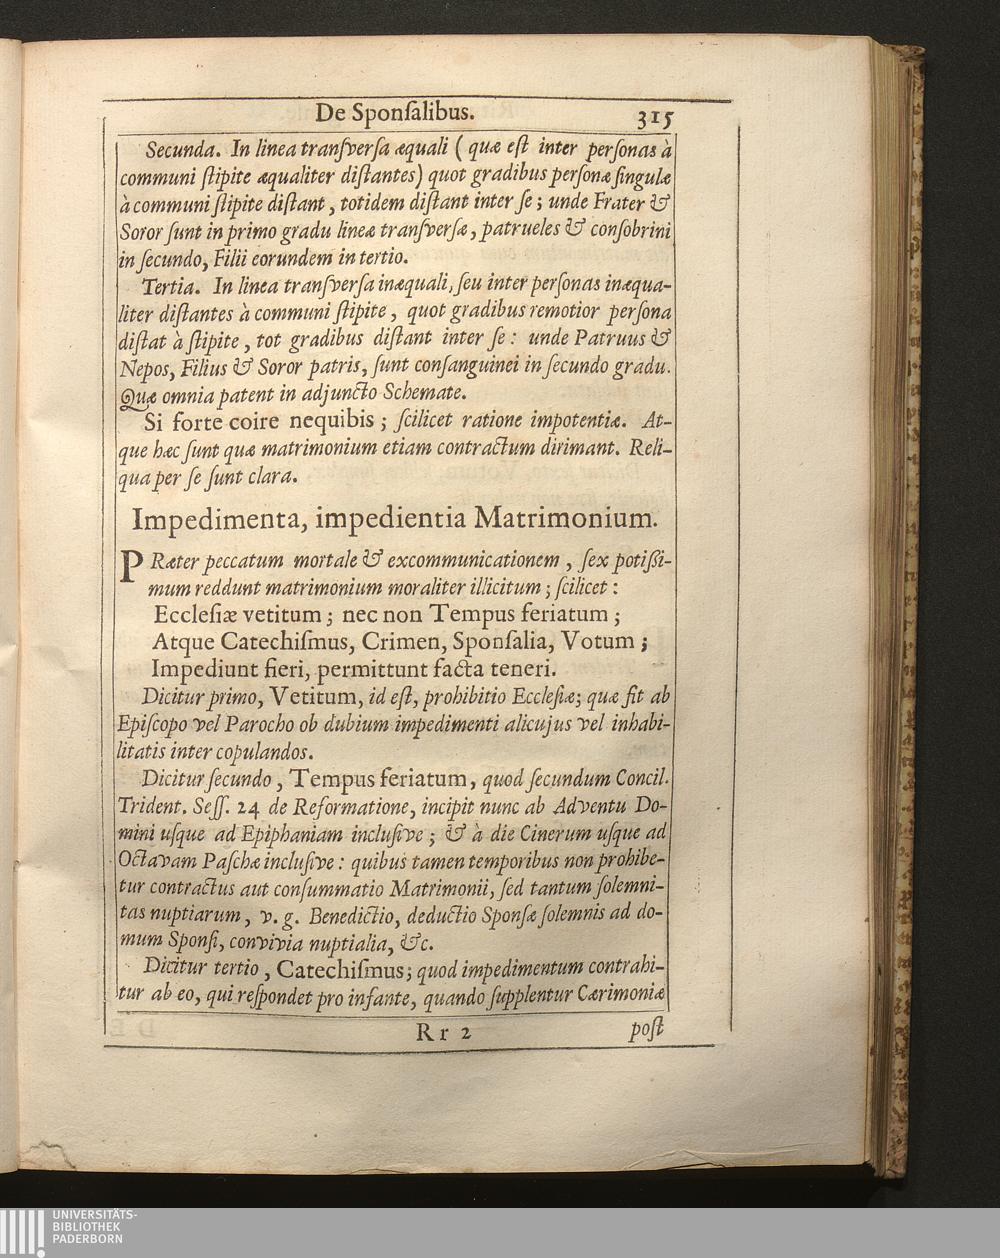 De Sponſalibus. 315
Secunda. In linea tranſverſa æquali ( quæ eſt inter perſonas à
communi ſtipite æqualiter diſtantes) quot gradibus perſonæ ſingulæ
à communi ſtipite diſtant, totidem diſtant inter ſe; unde Frater &
Soror ſunt in primo gradu lineæ tranſverſæ, patrueles & conſobrini
in ſecundo, Filii eorundem in tertio.
Tertia. In linea tranſverſa inæquali, ſeu inter perſonas inæqua-
liter diſtantes à communi ſtipite, quot gradibus remotior perſona
diſtat à ſtipite, tot gradibus diſtant inter ſe: unde Patruus &
Nepos, Filius & Soror patris, ſunt conſanguinei in ſecundo gradu.
Quæ omnia patent in adjuncto Schemate.
Si forte coire nequibis; ſcilicet ratione impotentiæ. At-
que hæc ſunt quæ matrimonium etiam contractum dirimant. Reli-
qua per ſe ſunt clara.
Impedimenta, impedientia Matrimonium.
PRæter peccatum mortale & excommunicationem, ſex potißi-
mum reddunt matrimonium moraliter illicitum; ſcilicet:
Eccleſiæ vetitum; nec non Tempus feriatum;
Atque Catechiſmus, Crimen, Sponſalia, Votum;
Impediunt fieri, permittunt facta teneri.
Dicitur primo, Vetitum, id eſt, prohibitio Eccleſiæ; quæ fit ab
Epiſcopo vel Parocho ob dubium impedimenti alicujus vel inhabi-
litatis inter copulandos.
Dicitur ſecundo, Tempus feriatum, quod ſecundum Concil.
Trident. Seſſ. 24 de Reformatione, incipit nunc ab Adventu Do-
mini uſque ad Epiphaniam incluſive; & à die Cinerum uſque ad
Octavam Paſchæ incluſive: quibus tamen temporibus non prohibe-
tur contractus aut conſummatio Matrimonii, ſed tantum ſolemni-
tas nuptiarum, v. g. Benedictio, deductio Sponſæ ſolemnis ad do-
mum Sponſi, convivia nuptialia, &c.
Dicitur tertio, Catechiſmus; quod impedimentum contrahi-
tur ab eo, qui reſpondet pro infante, quando ſupplentur Cærimoniæ
Rr 2 poſt
UNIVERSITÄTS-
BIBLIOTHEK
PADERBORN